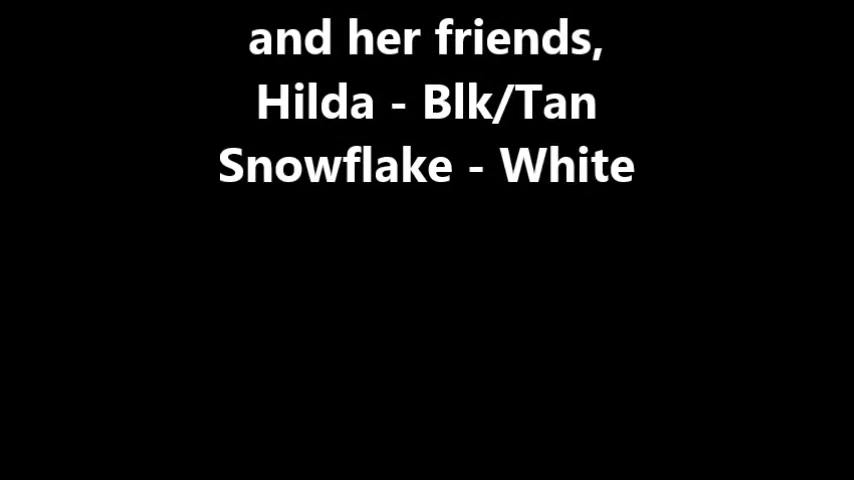 and her friends,
Hilda - Blk/Tan
Snowflake - White